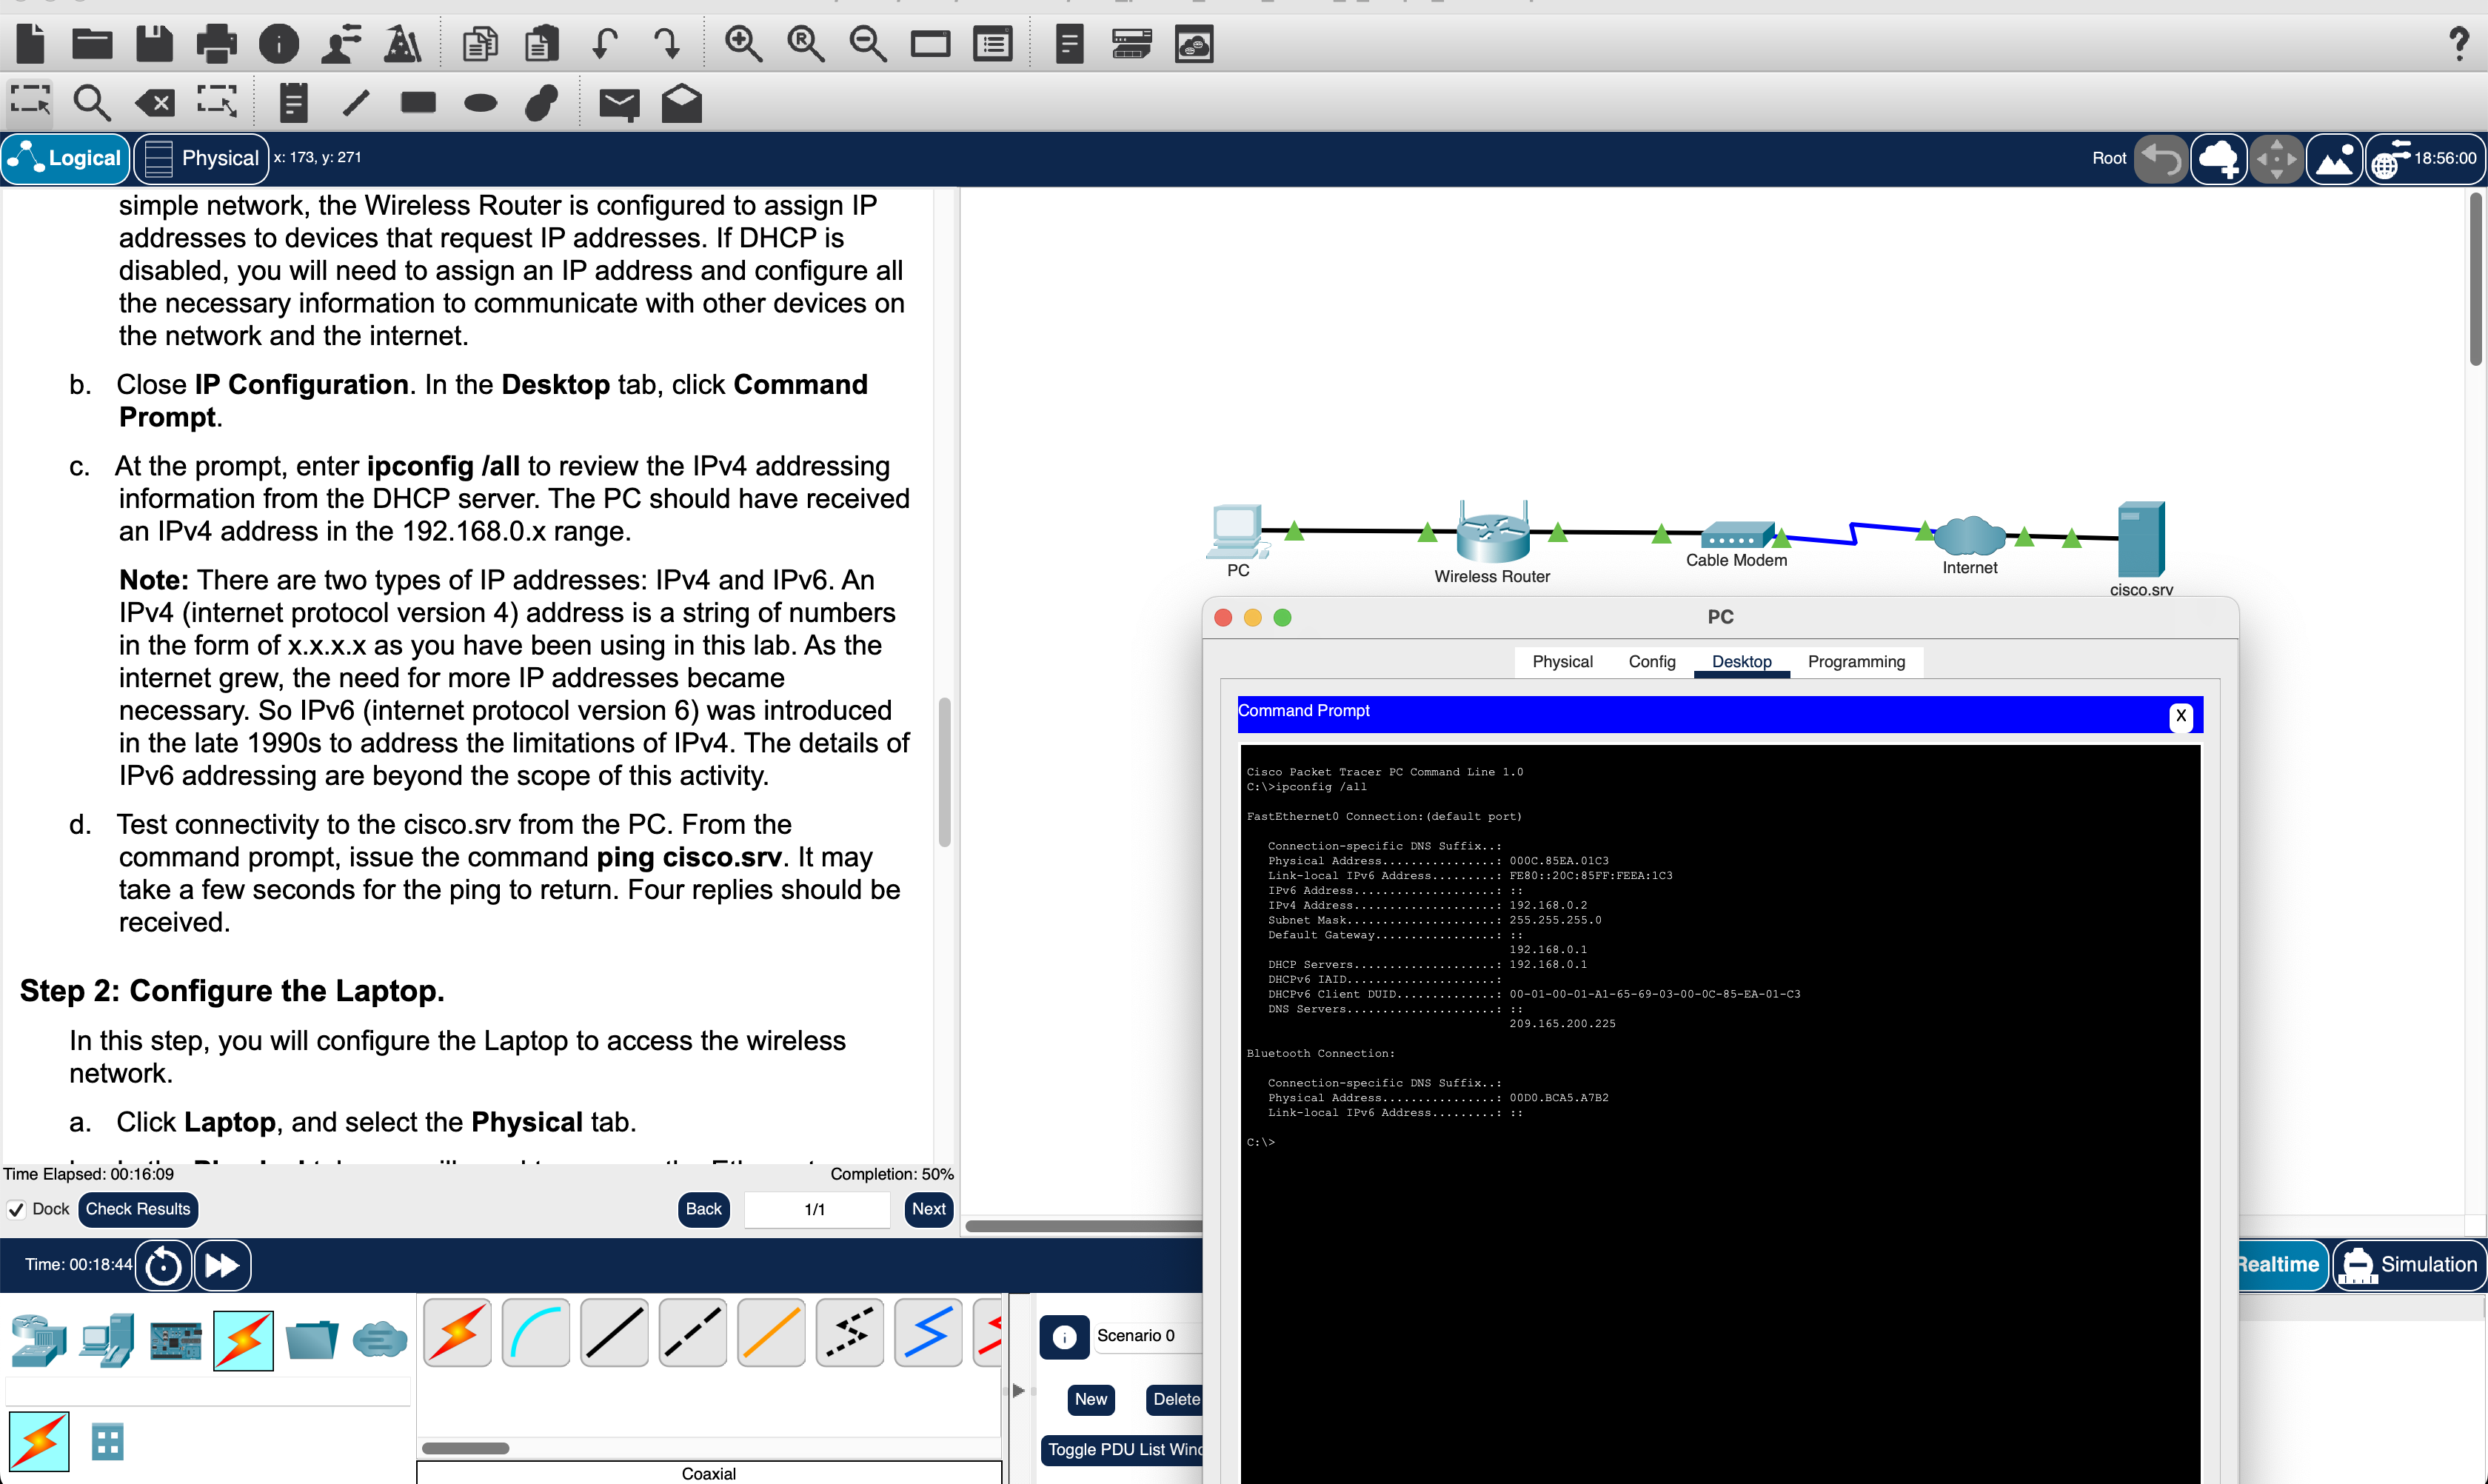 Logical
Physical
x: 173, y: 271
Root
18:56:00
simple network, the Wireless Router is configured to assign IP
addresses to devices that request IP addresses. If DHCP is
disabled, you will need to assign an IP address and configure all
the necessary information to communicate with other devices on
the network and the internet.
b. Close IP Configuration. In the Desktop tab, click Command
Prompt.
c. At the prompt, enter ipconfig /all to review the IPv4 addressing
information from the DHCP server. The PC should have received
an IPv4 address in the 192.168.0.x range.
Note: There are two types of IP addresses: IPv4 and IPv6. An
IPv4 (internet protocol version 4) address is a string of numbers
in the form of x.x.x.x as you have been using in this lab. As the
internet grew, the need for more IP addresses became
necessary. So IPv6 (internet protocol version 6) was introduced
in the late 1990s to address the limitations of IPv4. The details of
IPv6 addressing are beyond the scope of this activity.
d. Test connectivity to the cisco.srv from the PC. From the
command prompt, issue the command ping cisco.srv. It may
take a few seconds for the ping to return. Four replies should be
received.
Step 2: Configure the Laptop.
In this step, you will configure the Laptop to access the wireless
network.
a. Click Laptop, and select the Physical tab.
Time Elapsed: 00:16:09
Completion: 50%
Dock
Check Results
Back
1/1
Next
PC
Wireless Router
Cable Modem
Internet
cisco.srv
PC
Physical
Config
Desktop
Programming
Command Prompt
X
Cisco Packet Tracer PC Command Line 1.0
C:\>ipconfig /all
FastEthernet0 Connection:(default port)
Connection-specific DNS Suffix..:
Physical Address................: 000C.85EA.01C3
Link-local IPv6 Address.........: FE80::20C:85FF:FEEA:1C3
IPv6 Address....................: ::
IPv4 Address....................: 192.168.0.2
Subnet Mask.....................: 255.255.255.0
Default Gateway.................: ::
192.168.0.1
DHCP Servers....................: 192.168.0.1
DHCPv6 IAID.....................:
DHCPv6 Client DUID..............: 00-01-00-01-A1-65-69-03-00-0C-85-EA-01-C3
DNS Servers.....................: ::
209.165.200.225
Bluetooth Connection:
Connection-specific DNS Suffix..:
Physical Address................: 00D0.BCA5.A7B2
Link-local IPv6 Address.........: ::
C:\>
Time: 00:18:44
Realtime
Simulation
Scenario 0
New
Delete
Toggle PDU List Wind
Coaxial